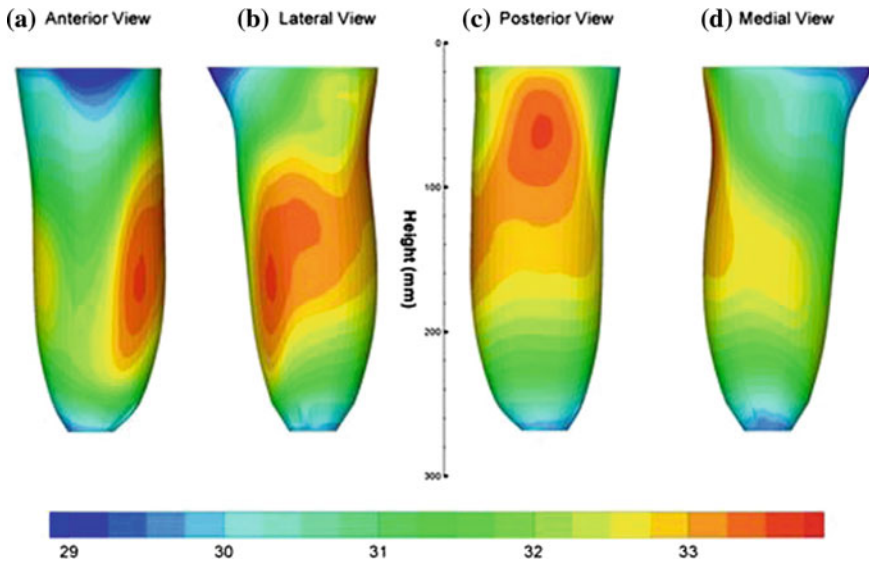 (a) Anterior View
(b) Lateral View
(c) Posterior View
(d) Medial View
0
100
200
300
Height (mm)
29 30 31 32 33